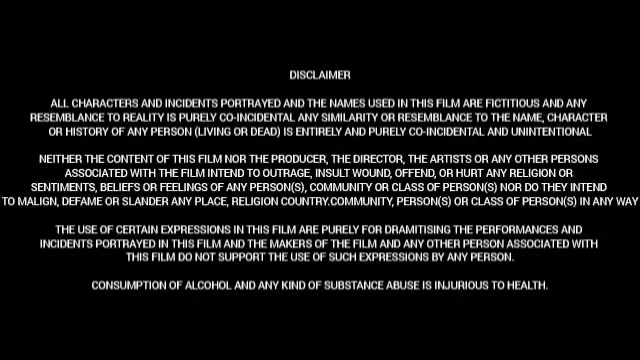 DISCLAIMER
ALL CHARACTERS AND INCIDENTS PORTRAYED AND THE NAMES USED IN THIS FILM ARE FICTITIOUS AND ANY
RESEMBLANCE TO REALITY IS PURELY CO-INCIDENTAL ANY SIMILARITY OR RESEMBLANCE TO THE NAME, CHARACTER
OR HISTORY OF ANY PERSON (LIVING OR DEAD) IS ENTIRELY AND PURELY CO-INCIDENTAL AND UNINTENTIONAL
NEITHER THE CONTENT OF THIS FILM NOR THE PRODUCER, THE DIRECTOR, THE ARTISTS OR ANY OTHER PERSONS
ASSOCIATED WITH THE FILM INTEND TO OUTRAGE, INSULT WOUND, OFFEND, OR HURT ANY RELIGION OR
SENTIMENTS, BELIEFS OR FEELINGS OF ANY PERSON(S), COMMUNITY OR CLASS OF PERSON(S) NOR DO THEY INTEND
TO MALIGN, DEFAME OR SLANDER ANY PLACE, RELIGION COUNTRY.COMMUNITY, PERSON(S) OR CLASS OF PERSON(S) IN ANY WAY
THE USE OF CERTAIN EXPRESSIONS IN THIS FILM ARE PURELY FOR DRAMITISING THE PERFORMANCES AND
INCIDENTS PORTRAYED IN THIS FILM AND THE MAKERS OF THE FILM AND ANY OTHER PERSON ASSOCIATED WITH
THIS FILM DO NOT SUPPORT THE USE OF SUCH EXPRESSIONS BY ANY PERSON.
CONSUMPTION OF ALCOHOL AND ANY KIND OF SUBSTANCE ABUSE IS INJURIOUS TO HEALTH.